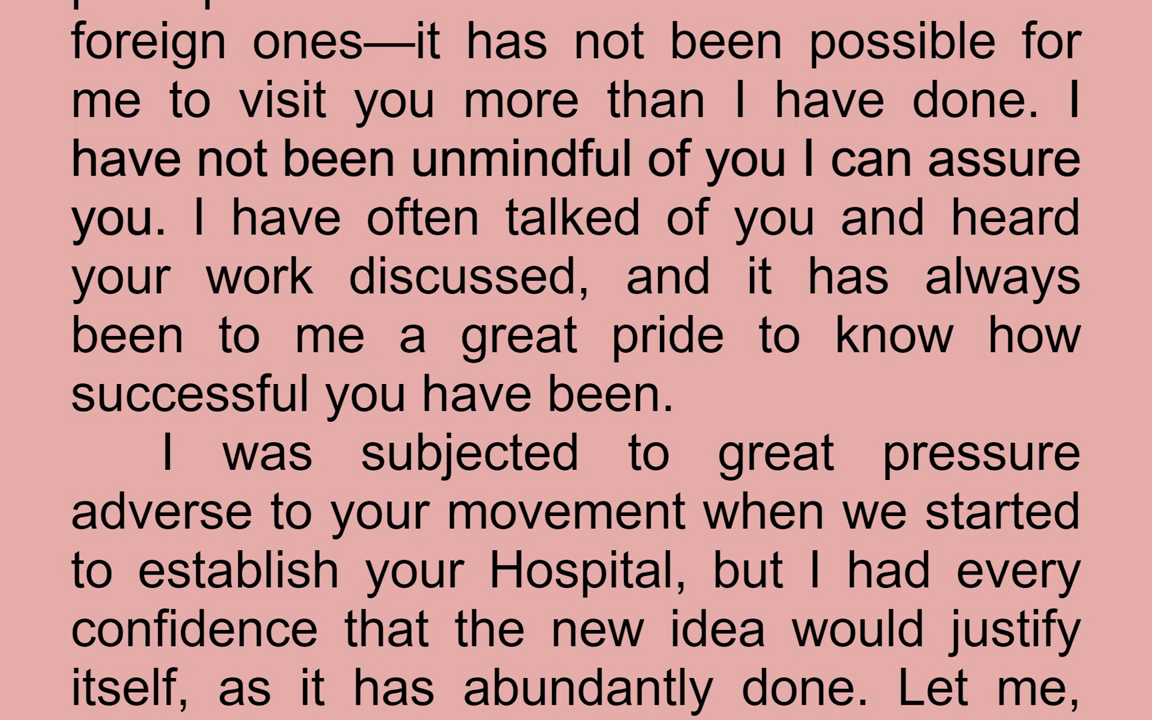 foreign ones—it has not been possible for
me to visit you more than I have done. I
have not been unmindful of you I can assure
you. I have often talked of you and heard
your work discussed, and it has always
been to me a great pride to know how
successful you have been.
I was subjected to great pressure
adverse to your movement when we started
to establish your Hospital, but I had every
confidence that the new idea would justify
itself, as it has abundantly done. Let me,